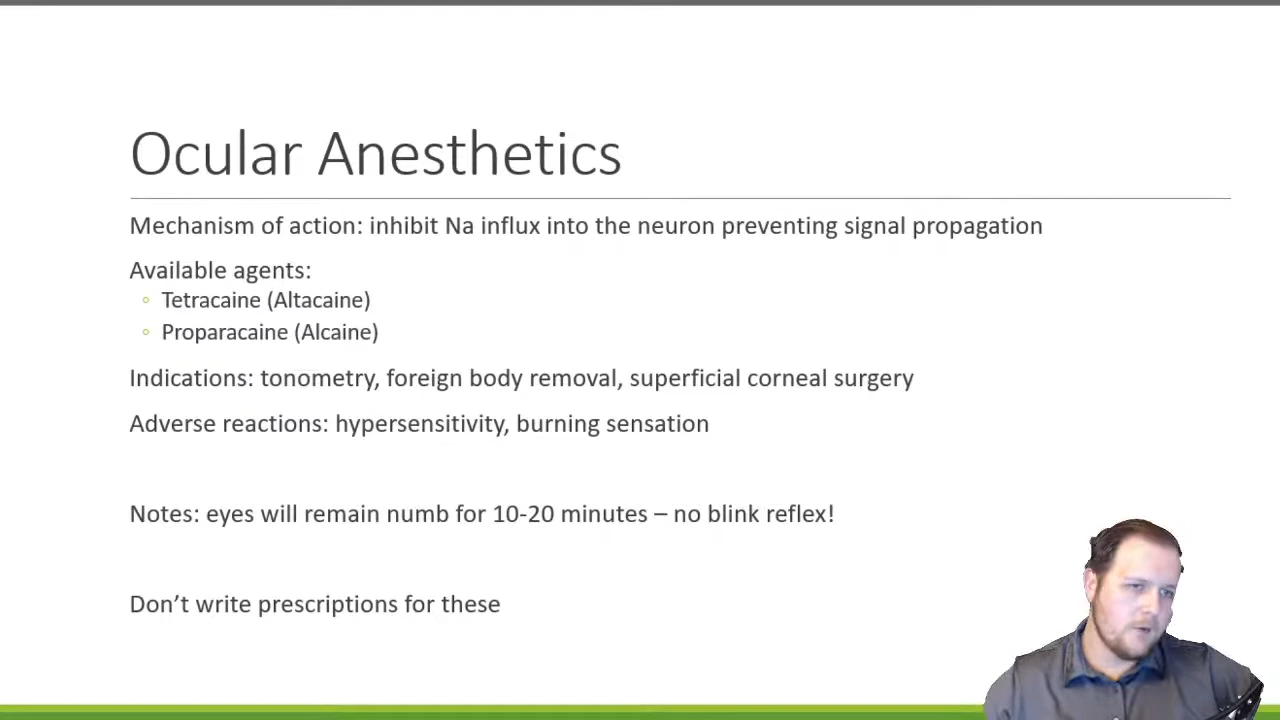 Ocular Anesthetics
Mechanism of action: inhibit Na influx into the neuron preventing signal propagation
Available agents:
◦ Tetracaine (Altacaine)
◦ Proparacaine (Alcaine)
Indications: tonometry, foreign body removal, superficial corneal surgery
Adverse reactions: hypersensitivity, burning sensation
Notes: eyes will remain numb for 10-20 minutes – no blink reflex!
Don’t write prescriptions for these